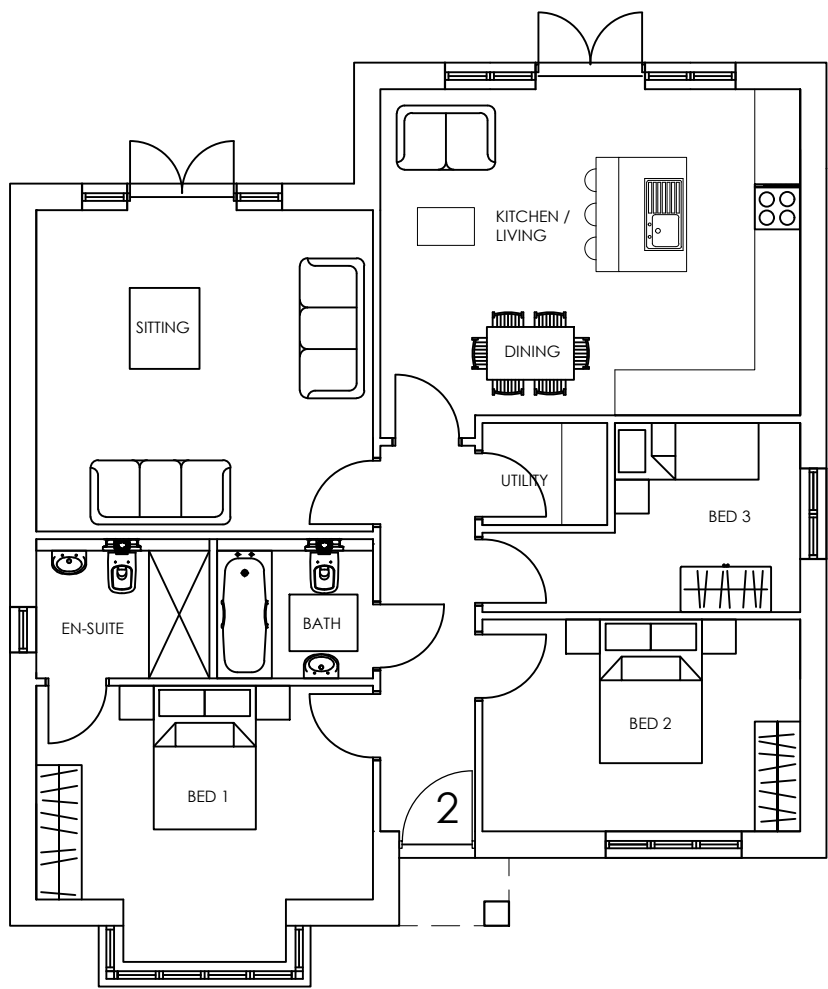 KITCHEN /
LIVING
SITTING
DINING
UTILITY
BED 3
EN-SUITE
BATH
BED 2
BED 1
2